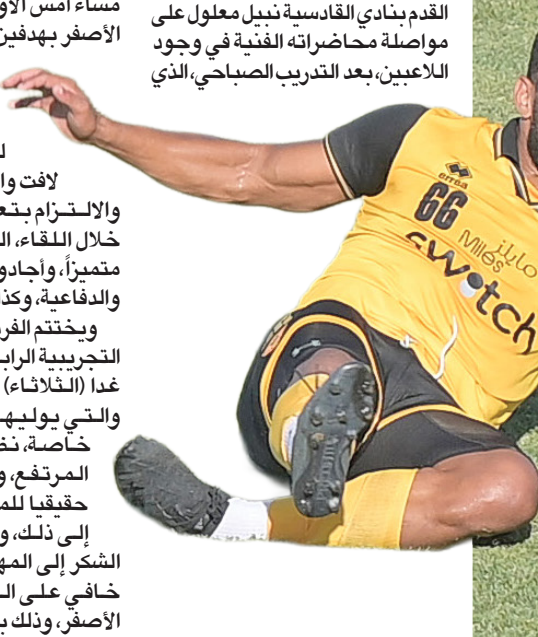 القدم بنادي القادسية نبيل معلول على
مواصلة محاضراته الفنية في وجود
اللاعبين، بعد التدريب الصباحي، الذي
مساء أمس الأو
الأصفر بهدفين
لافت وا
والالتزام بتع
خلال اللقاء، ال
متميزاً، وأجادو
والدفاعية، وكذ
ويختتم الفر
التجريبية الراب
غدا (الثلاثاء)
والتي يوليه
خاصة، نظ
المرتفع، و
حقيقيا للم
إلى ذلك، و
الشكر إلى المه
خافي على ال
الأصفر، وذلك ب
errea
66
Miles مايلز
swatch